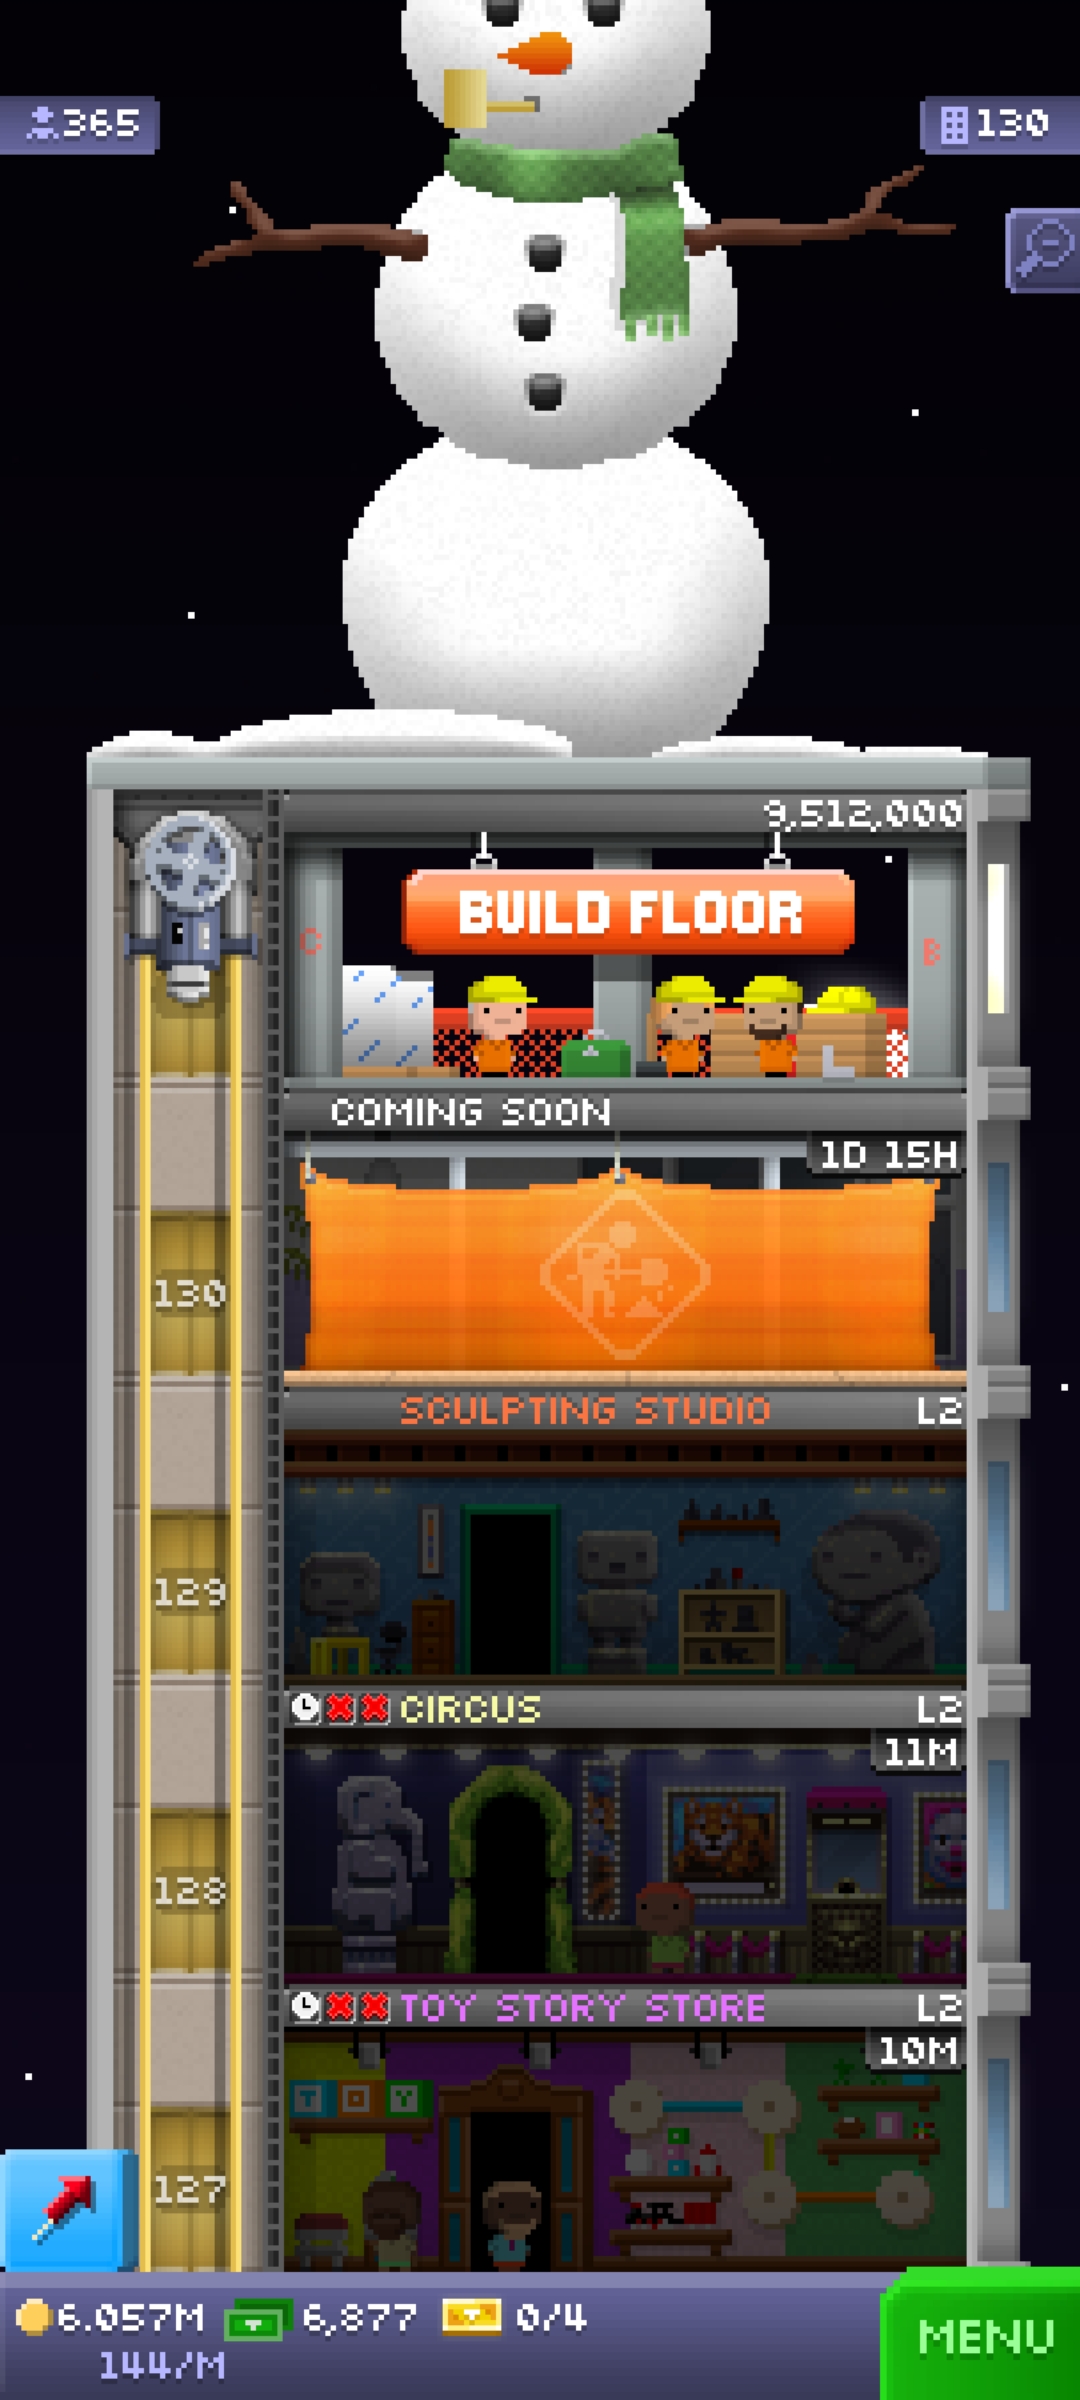 365
130
9,512,000
BUILD FLOOR
C
B
COMING SOON
1D 15H
130
SCULPTING STUDIO L2
129
CIRCUS L2
11M
128
TOY STORY STORE L2
10M
TOY
127
6.057M 6,877 0/4
144/M
MENU